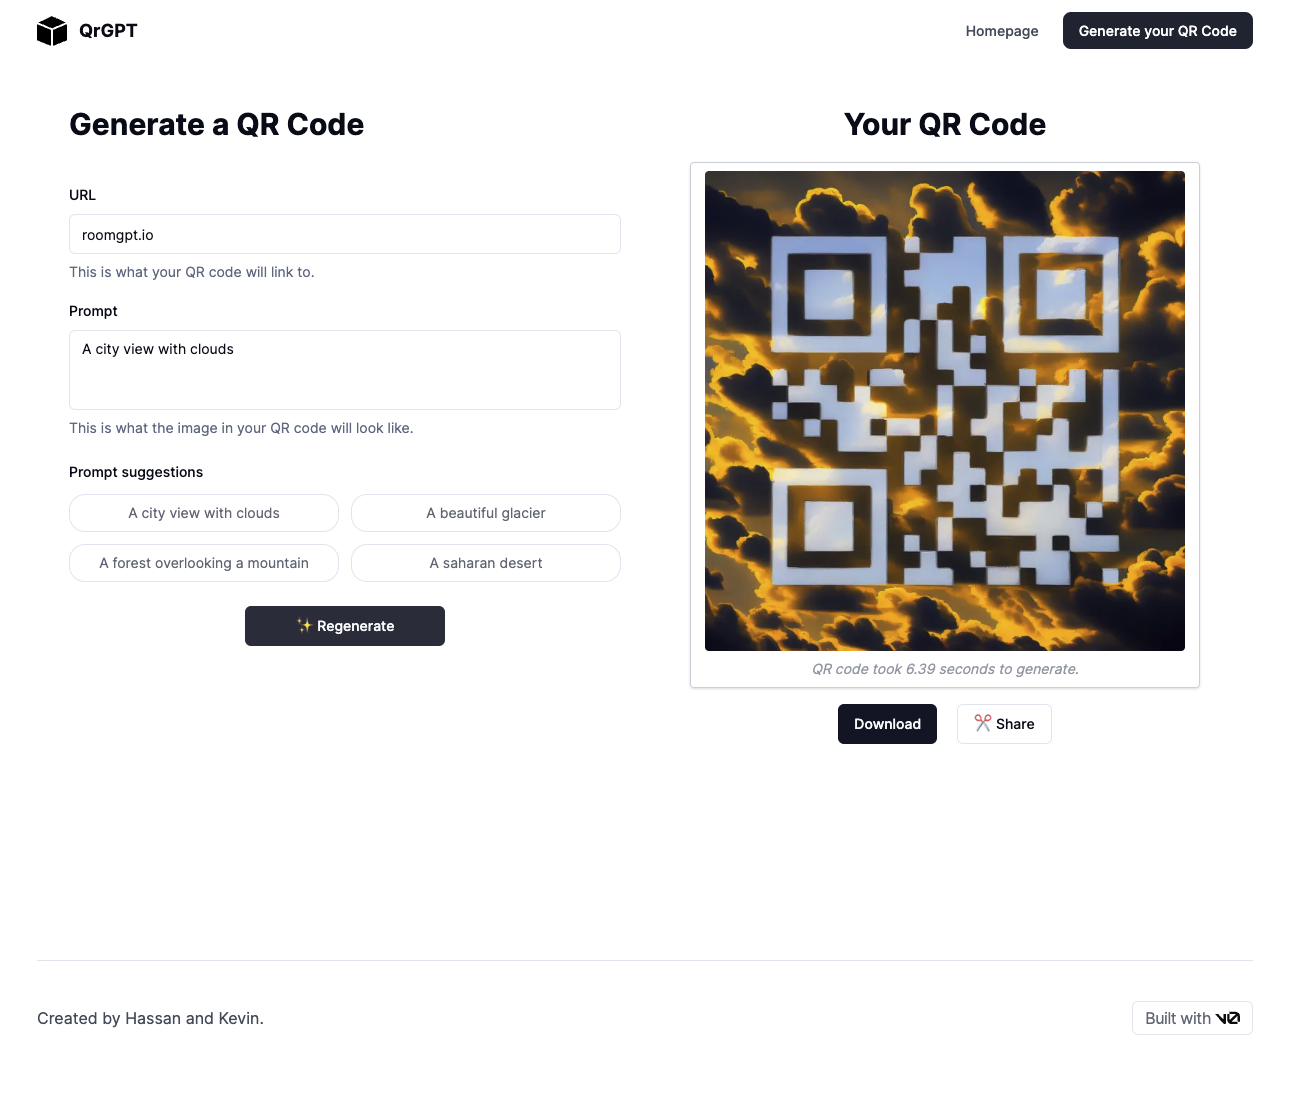 QrGPT
Homepage
Generate your QR Code
Generate a QR Code
URL
roomgpt.io
This is what your QR code will link to.
Prompt
A city view with clouds
This is what the image in your QR code will look like.
Prompt suggestions
A city view with clouds
A beautiful glacier
A forest overlooking a mountain
A saharan desert
✨ Regenerate
Your QR Code
QR code took 6.39 seconds to generate.
Download
✂️ Share
Created by Hassan and Kevin.
Built with v0